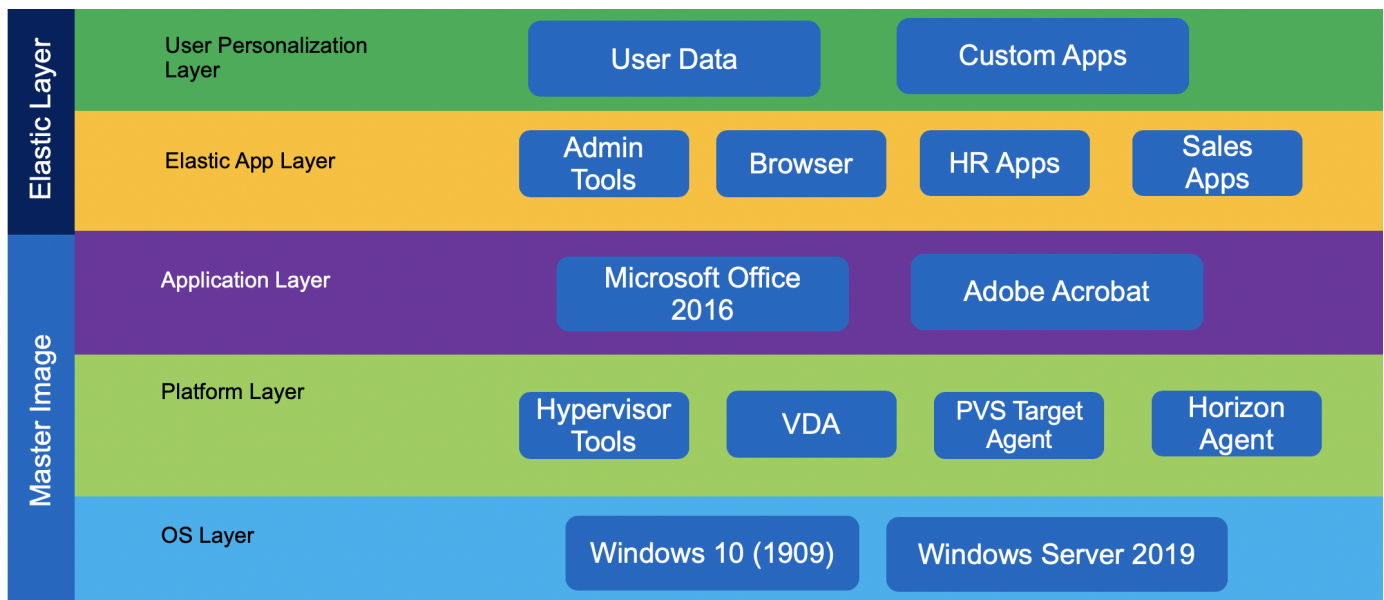 Elastic Layer
User Personalization
Layer
User Data
Custom Apps
Elastic App Layer
Admin
Tools
Browser
HR Apps
Sales
Apps
Master Image
Application Layer
Microsoft Office
2016
Adobe Acrobat
Platform Layer
Hypervisor
Tools
VDA
PVS Target
Agent
Horizon
Agent
OS Layer
Windows 10 (1909)
Windows Server 2019